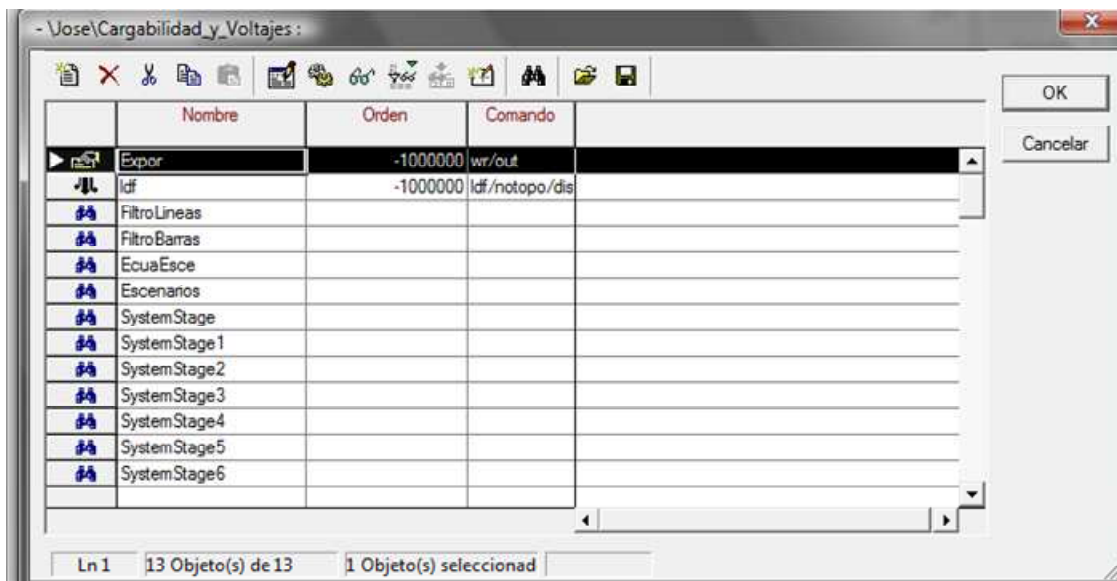 - \Jose\Cargabilidad_y_Voltajes :
OK
Cancelar
Nombre Orden Comando
Expor -1000000 wr/out
ldf -1000000 ldf/notopo/dis
FiltroLineas
FiltroBarras
EcuaEsce
Escenarios
SystemStage
SystemStage1
SystemStage2
SystemStage3
SystemStage4
SystemStage5
SystemStage6
Ln 1 13 Objeto(s) de 13 1 Objeto(s) seleccionad